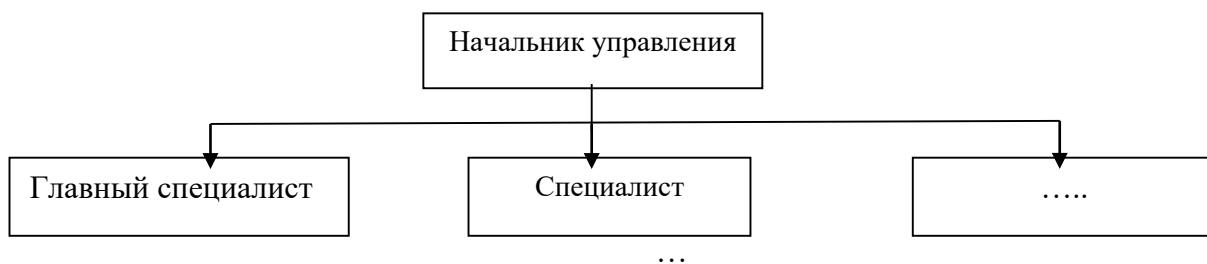 Начальник управления
Главный специалист
Специалист
…..
…